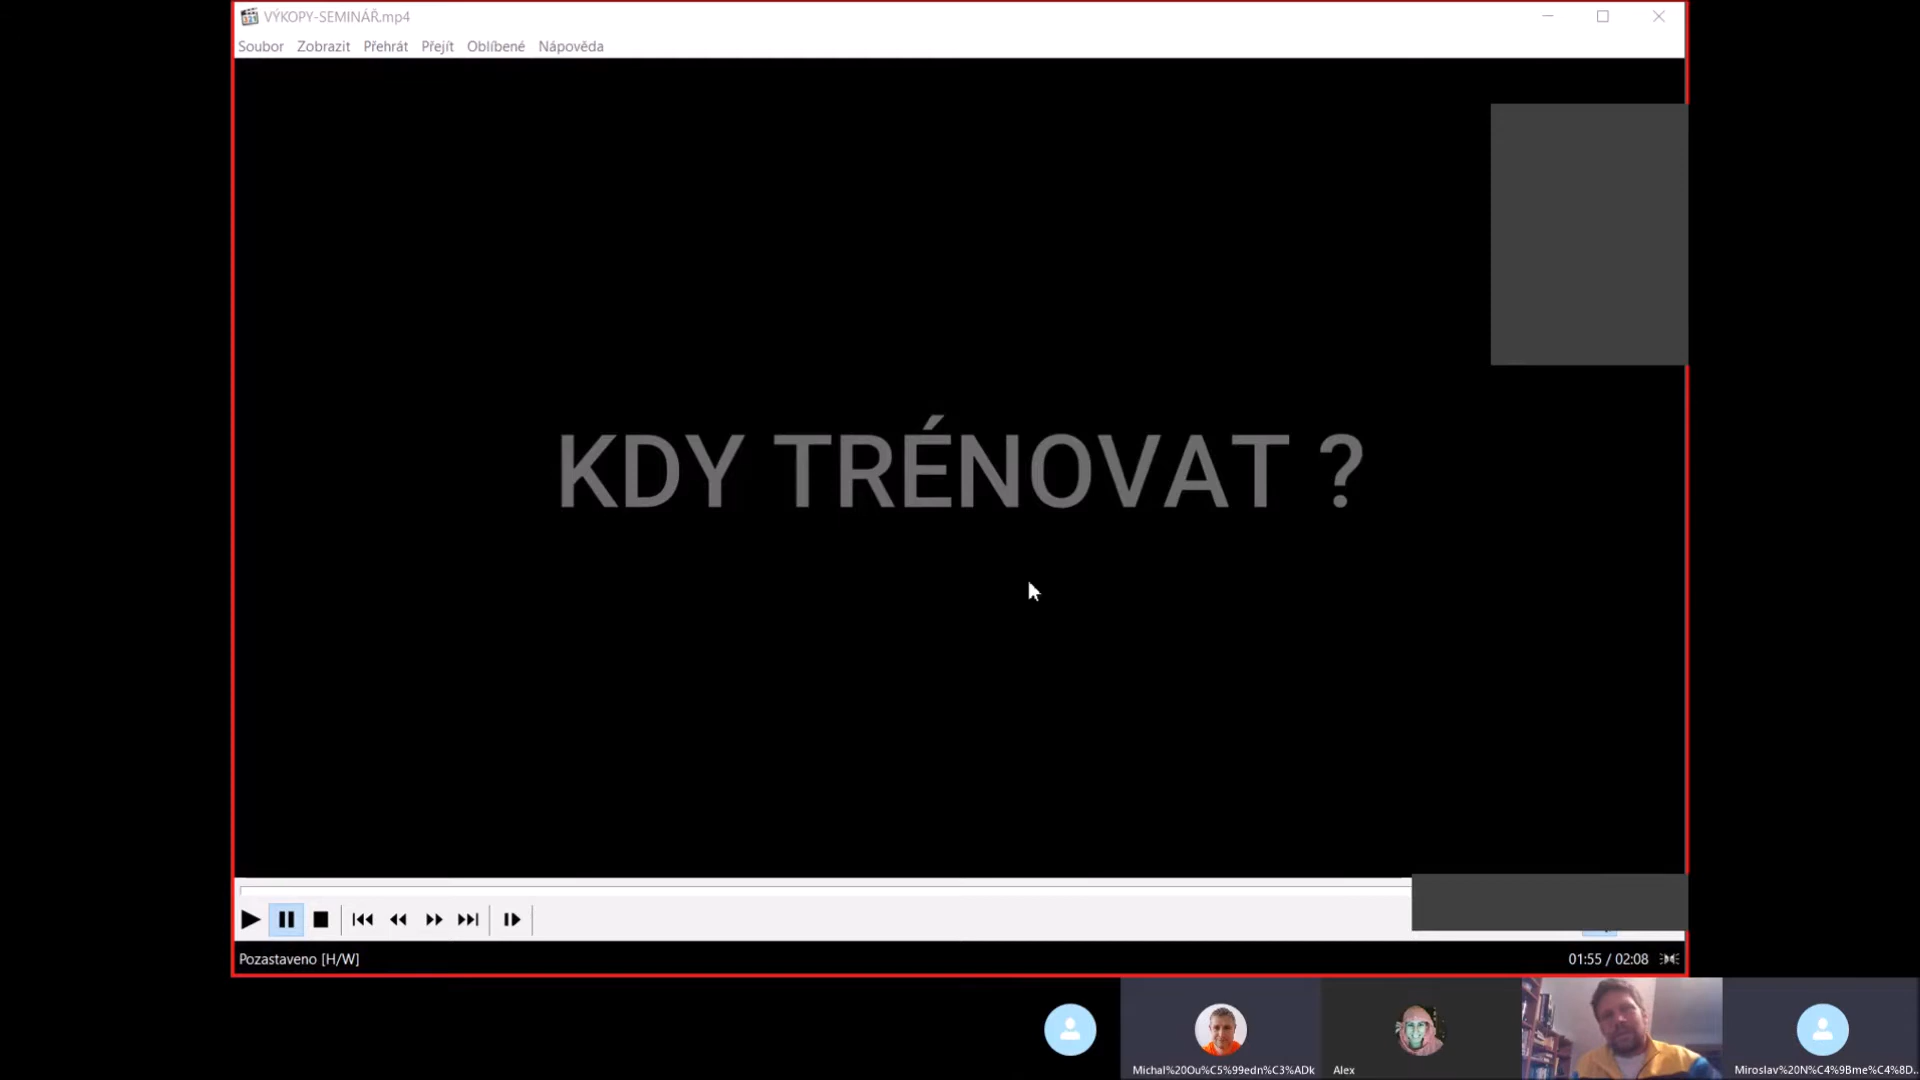 VÝKOPY-SEMINÁŘ.mp4
Soubor Zobrazit Přehrát Přejít Oblíbené Nápověda
KDY TRÉNOVAT ?
Pozastaveno [H/W]
01:55 / 02:08
Michal%20Ou%C5%99edn%C3%ADk
Alex
Miroslav%20N%C4%9Bme%C4%8D...